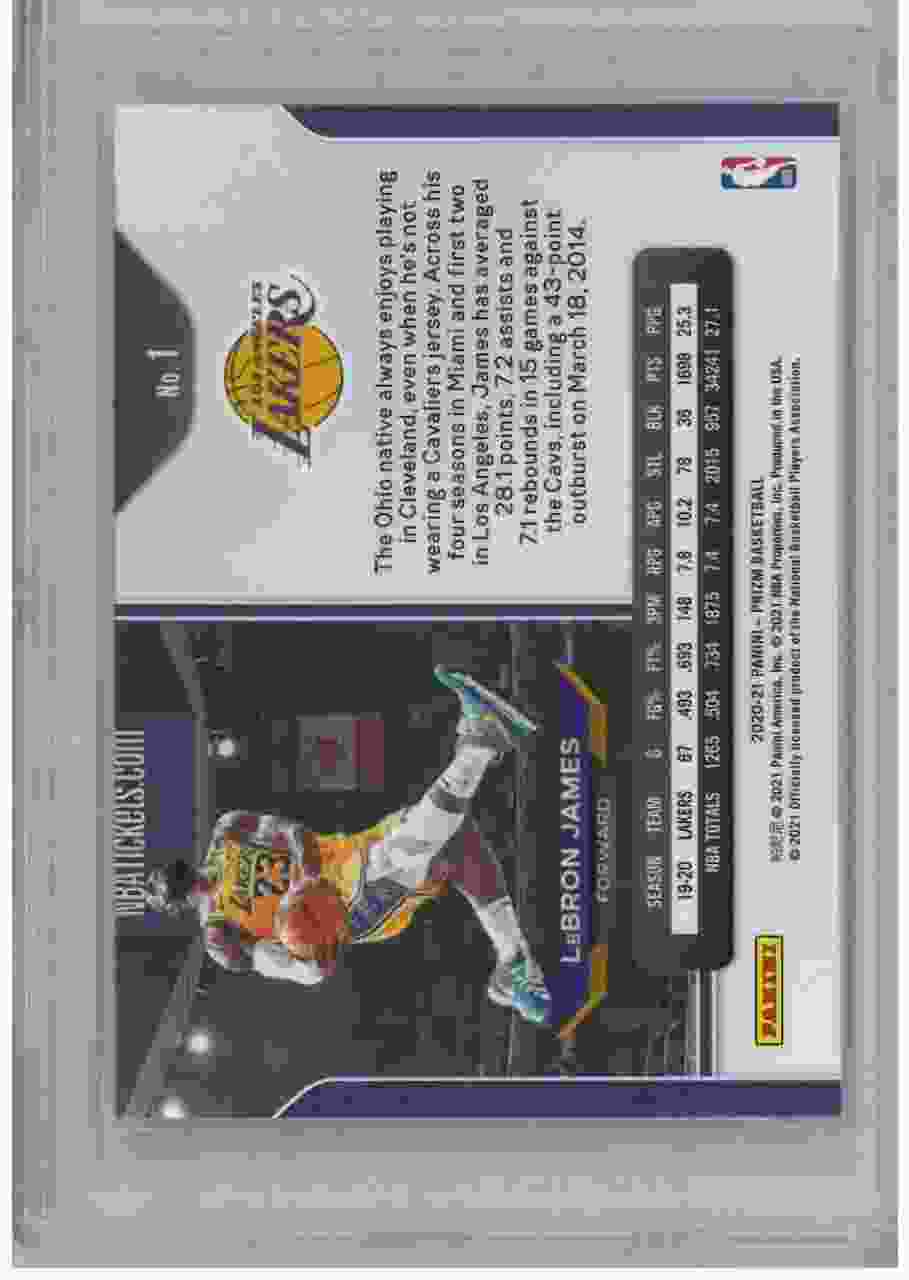 No. 1
LOS ANGELES
LAKERS
The Ohio native always enjoys playing
in Cleveland, even when he's not
wearing a Cavaliers jersey. Across his
four seasons in Miami and first two
in Los Angeles, James has averaged
28.1 points, 7.2 assists and
7.1 rebounds in 15 games against
the Cavs, including a 43-point
outburst on March 18, 2014.
NBATICKETS.COM
LAKERS
23
LeBRON JAMES
FORWARD
SEASON TEAM G FG% FT% 3PM RPG APG STL BLK PTS PPG
19-20 LAKERS 67 .493 .693 148 7.8 10.2 78 36 1698 25.3
NBA TOTALS 1265 .504 .734 1875 7.4 7.4 2015 957 34241 27.1
2020-21 PANINI – PRIZM BASKETBALL
© 2021 Panini America, Inc. © 2021 NBA Properties, Inc. Produced in the USA.
© 2021 Officially licensed product of the National Basketball Players Association.
PANINI